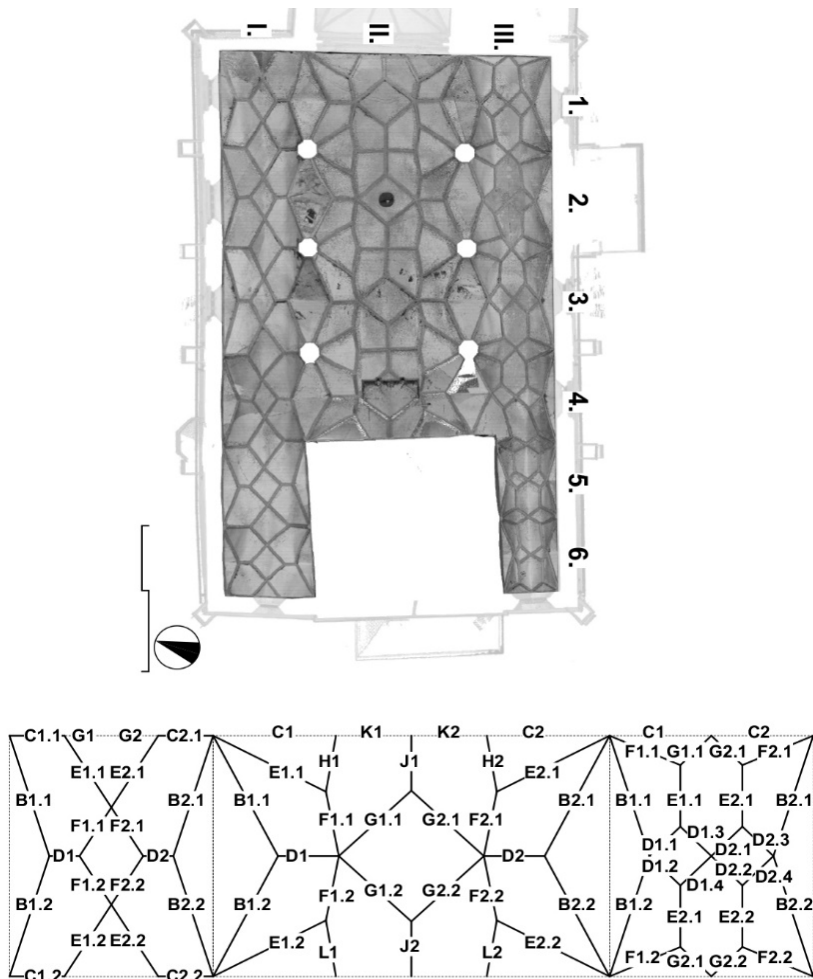 I. II. III.
1.
2.
3.
4.
5.
6.
C1.1 G1 G2 C2.1 C1 K1 K2 C2 C1 C2
F1.1 G1.1 G2.1 F2.1
E1.1 E2.1 E1.1 H1 J1 H2 E2.1
B1.1 B2.1 B1.1 B2.1 B1.1 E1.1 E2.1 B2.1
F1.1 F2.1 F1.1 G1.1 G2.1 F2.1
D1.1 D1.3 D2.1 D2.3
D1 D2 D1 D2
D1.2 D1.4 D2.2 D2.4
F1.2 F2.2 F1.2 G1.2 G2.2 F2.2
B1.2 B2.2 B1.2 B2.2 B1.2 E2.1 E2.2 B2.2
E1.2 E2.2 E1.2 L1 J2 L2 E2.2
F1.2 G2.1 G2.2 F2.2
C1.2 C2.2